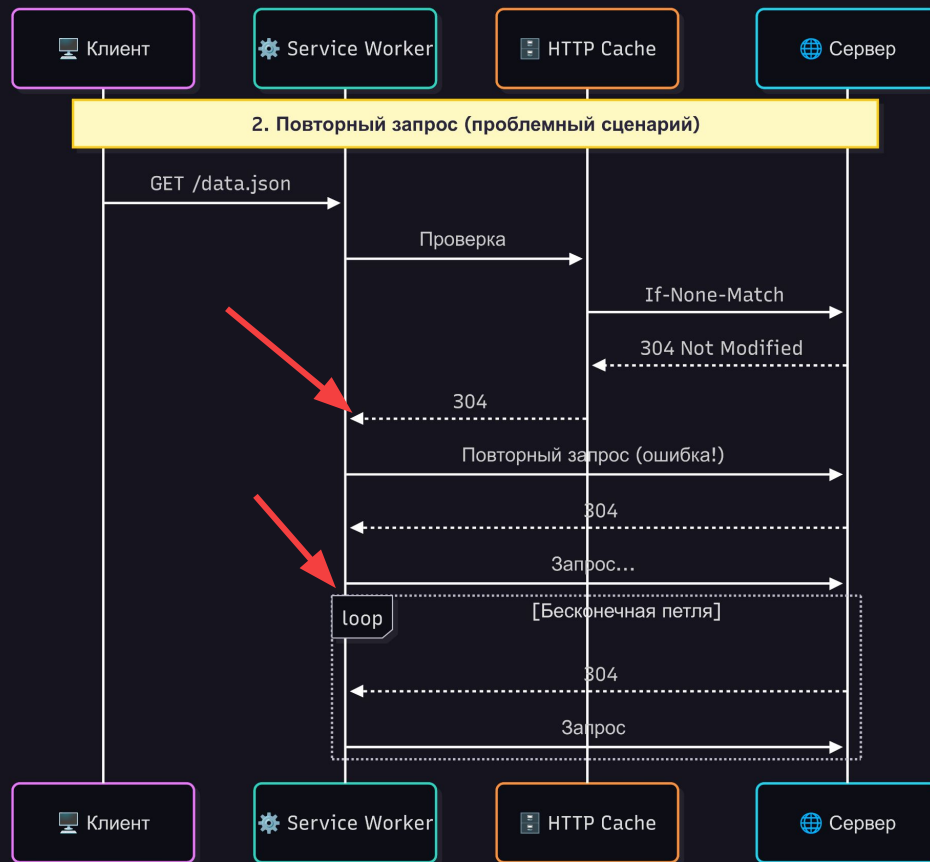 Клиент
Service Worker
HTTP Cache
Сервер
2. Повторный запрос (проблемный сценарий)
GET /data.json
Проверка
If-None-Match
304 Not Modified
304
Повторный запрос (ошибка!)
304
Запрос...
loop
[Бесконечная петля]
304
Запрос
Клиент
Service Worker
HTTP Cache
Сервер